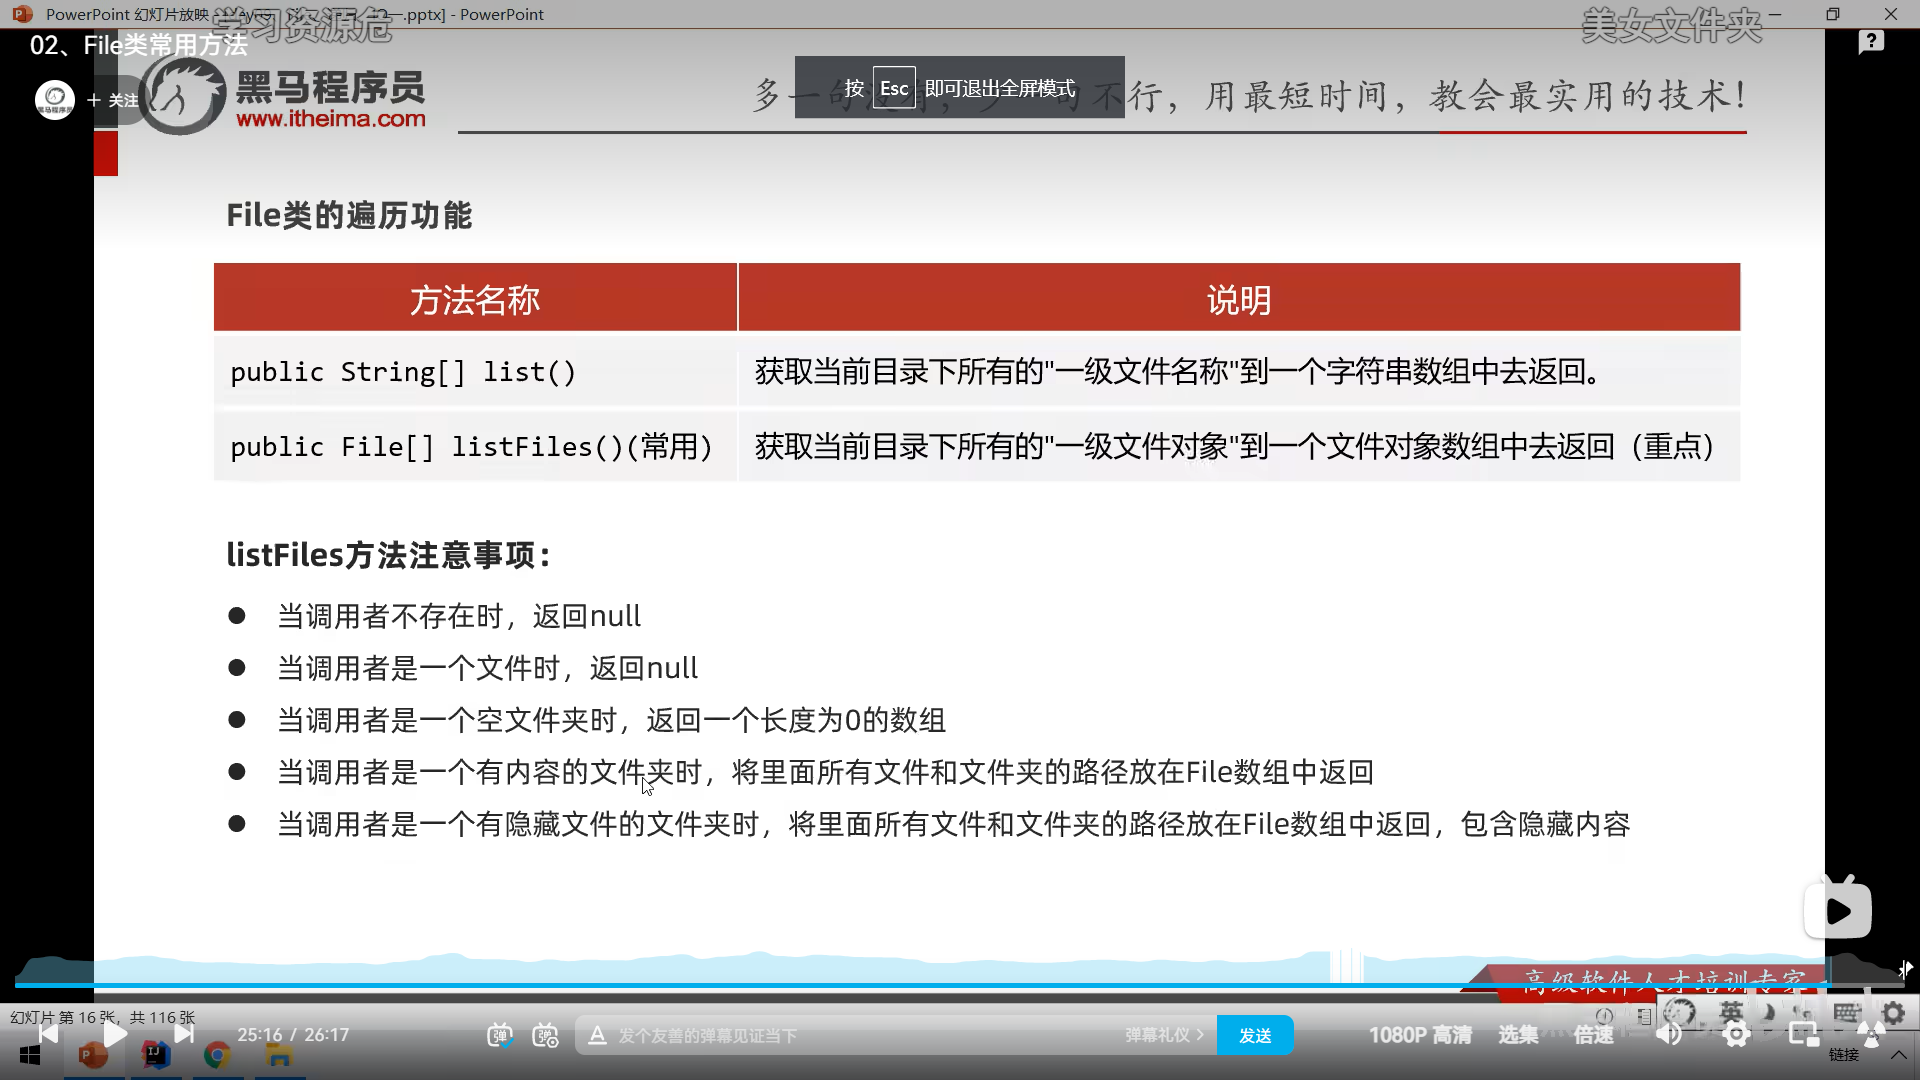 PowerPoint 幻灯片放映
.pptx] - PowerPoint
学习资源危
美女文件夹
02、File类常用方法
+ 关注
黑马程序员
www.itheima.com
按 Esc 即可退出全屏模式
行，用最短时间，教会最实用的技术！
File类的遍历功能
方法名称 说明
public String[] list() 获取当前目录下所有的"一级文件名称"到一个字符串数组中去返回。
public File[] listFiles()(常用) 获取当前目录下所有的"一级文件对象"到一个文件对象数组中去返回（重点）
listFiles方法注意事项：
● 当调用者不存在时，返回null
● 当调用者是一个文件时，返回null
● 当调用者是一个空文件夹时，返回一个长度为0的数组
● 当调用者是一个有内容的文件夹时，将里面所有文件和文件夹的路径放在File数组中返回
● 当调用者是一个有隐藏文件的文件夹时，将里面所有文件和文件夹的路径放在File数组中返回，包含隐藏内容
高级软件人才培训专家
幻灯片 第 16 张，共 116 张
英
25:16 / 26:17
弹
弹
A 发个友善的弹幕见证当下
弹幕礼仪 >
发送
1080P 高清
选集
倍速
链接